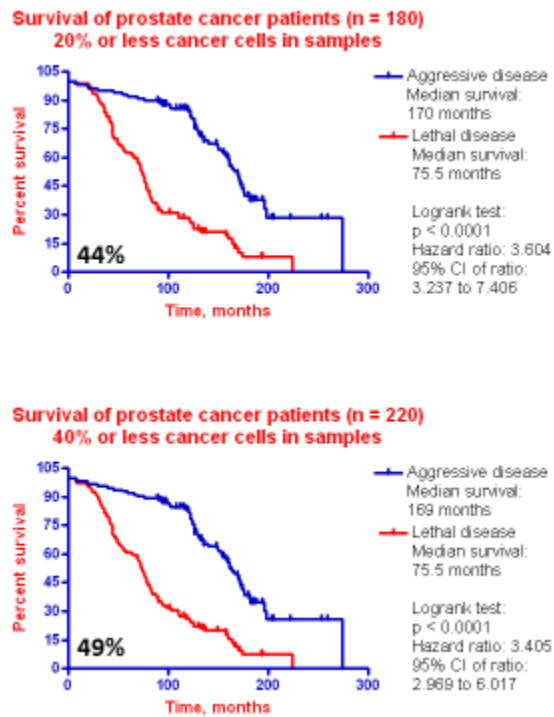 Survival of prostate cancer patients (n = 180)
20% or less cancer cells in samples
105
90
75
60
45
30
15
0
Percent survival
44%
0
100
200
300
Time, months
Aggressive disease
Median survival:
170 months
Lethal disease
Median survival:
75.5 months
Logrank test:
p < 0.0001
Hazard ratio: 3.604
95% CI of ratio:
3.237 to 7.406
Survival of prostate cancer patients (n = 220)
40% or less cancer cells in samples
105
90
75
60
45
30
15
0
Percent survival
49%
0
100
200
300
Time, months
Aggressive disease
Median survival:
169 months
Lethal disease
Median survival:
75.5 months
Logrank test:
p < 0.0001
Hazard ratio: 3.405
95% CI of ratio:
2.969 to 6.017